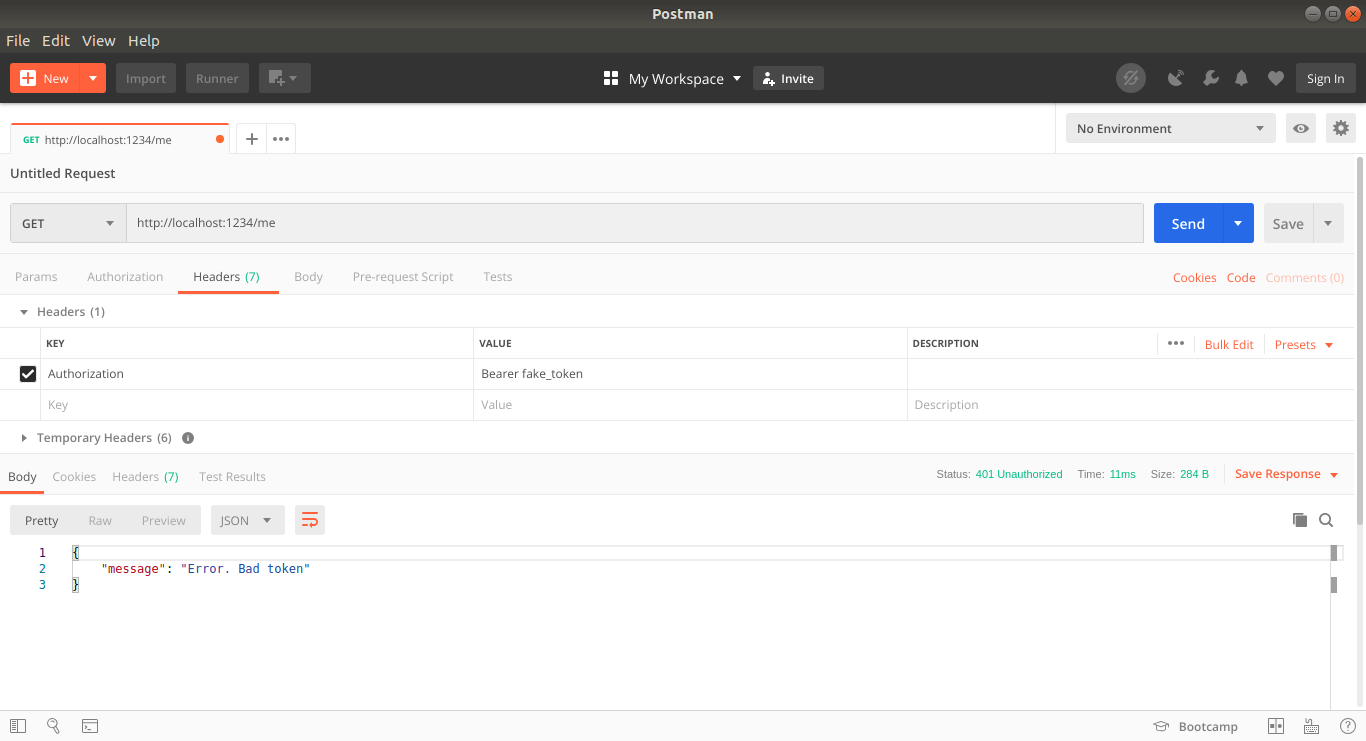 Postman
File Edit View Help
New Import Runner My Workspace Invite Sign In
GET http://localhost:1234/me No Environment
Untitled Request
GET http://localhost:1234/me Send Save
Params Authorization Headers (7) Body Pre-request Script Tests Cookies Code Comments (0)
Headers (1)
KEY VALUE DESCRIPTION Bulk Edit Presets
Authorization Bearer fake_token
Key Value Description
Temporary Headers (6)
Body Cookies Headers (7) Test Results Status: 401 Unauthorized Time: 11ms Size: 284 B Save Response
Pretty Raw Preview JSON
1 {
2 "message": "Error. Bad token"
3 }
Bootcamp